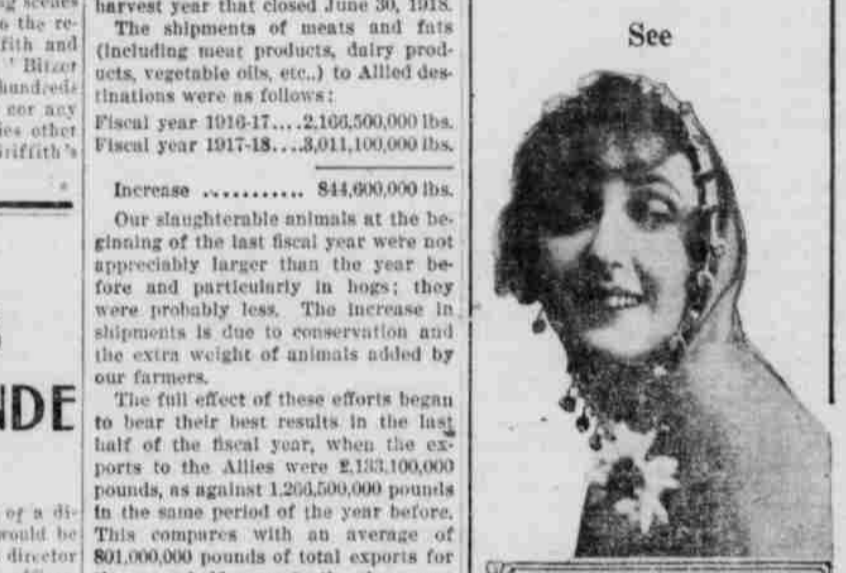 ng scenes
o the re-
fith and
Bitzer
hundreds
nor any
ies other
Griffith's
NDE
of a di-
would be
director
harvest year that closed June 30, 1918.
The shipments of meats and fats
(including meat products, dairy prod-
ucts, vegetable oils, etc..) to Allied des-
tinations were as follows:
Fiscal year 1916-17....2,166,500,000 lbs.
Fiscal year 1917-18....3,011,100,000 lbs.
Increase ........... 844,600,000 lbs.
Our slaughterable animals at the be-
ginning of the last fiscal year were not
appreciably larger than the year be-
fore and particularly in hogs; they
were probably less. The increase in
shipments is due to conservation and
the extra weight of animals added by
our farmers.
The full effect of these efforts began
to bear their best results in the last
half of the fiscal year, when the ex-
ports to the Allies were 2,133,100,000
pounds, as against 1,266,500,000 pounds
in the same period of the year before.
This compares with an average of
801,000,000 pounds of total exports for
See